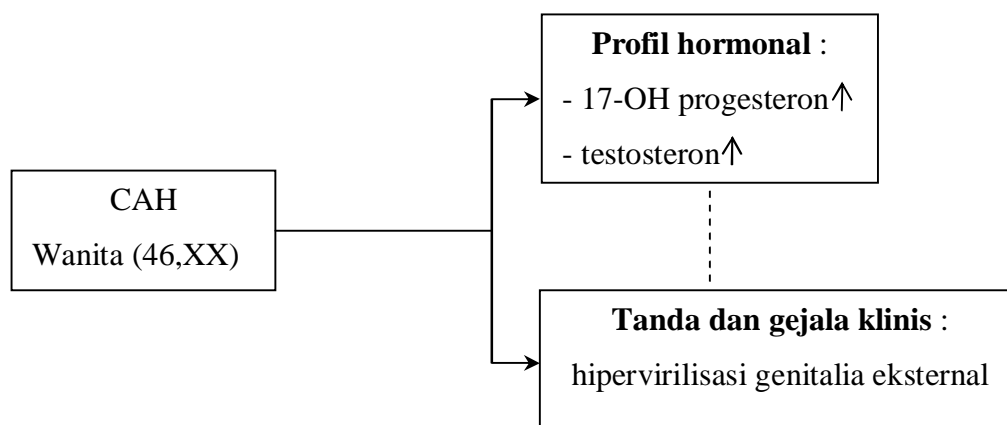 Profil hormonal :
- 17-OH progesteron↑
- testosteron↑
CAH
Wanita (46,XX)
Tanda dan gejala klinis :
hipervirilisasi genitalia eksternal